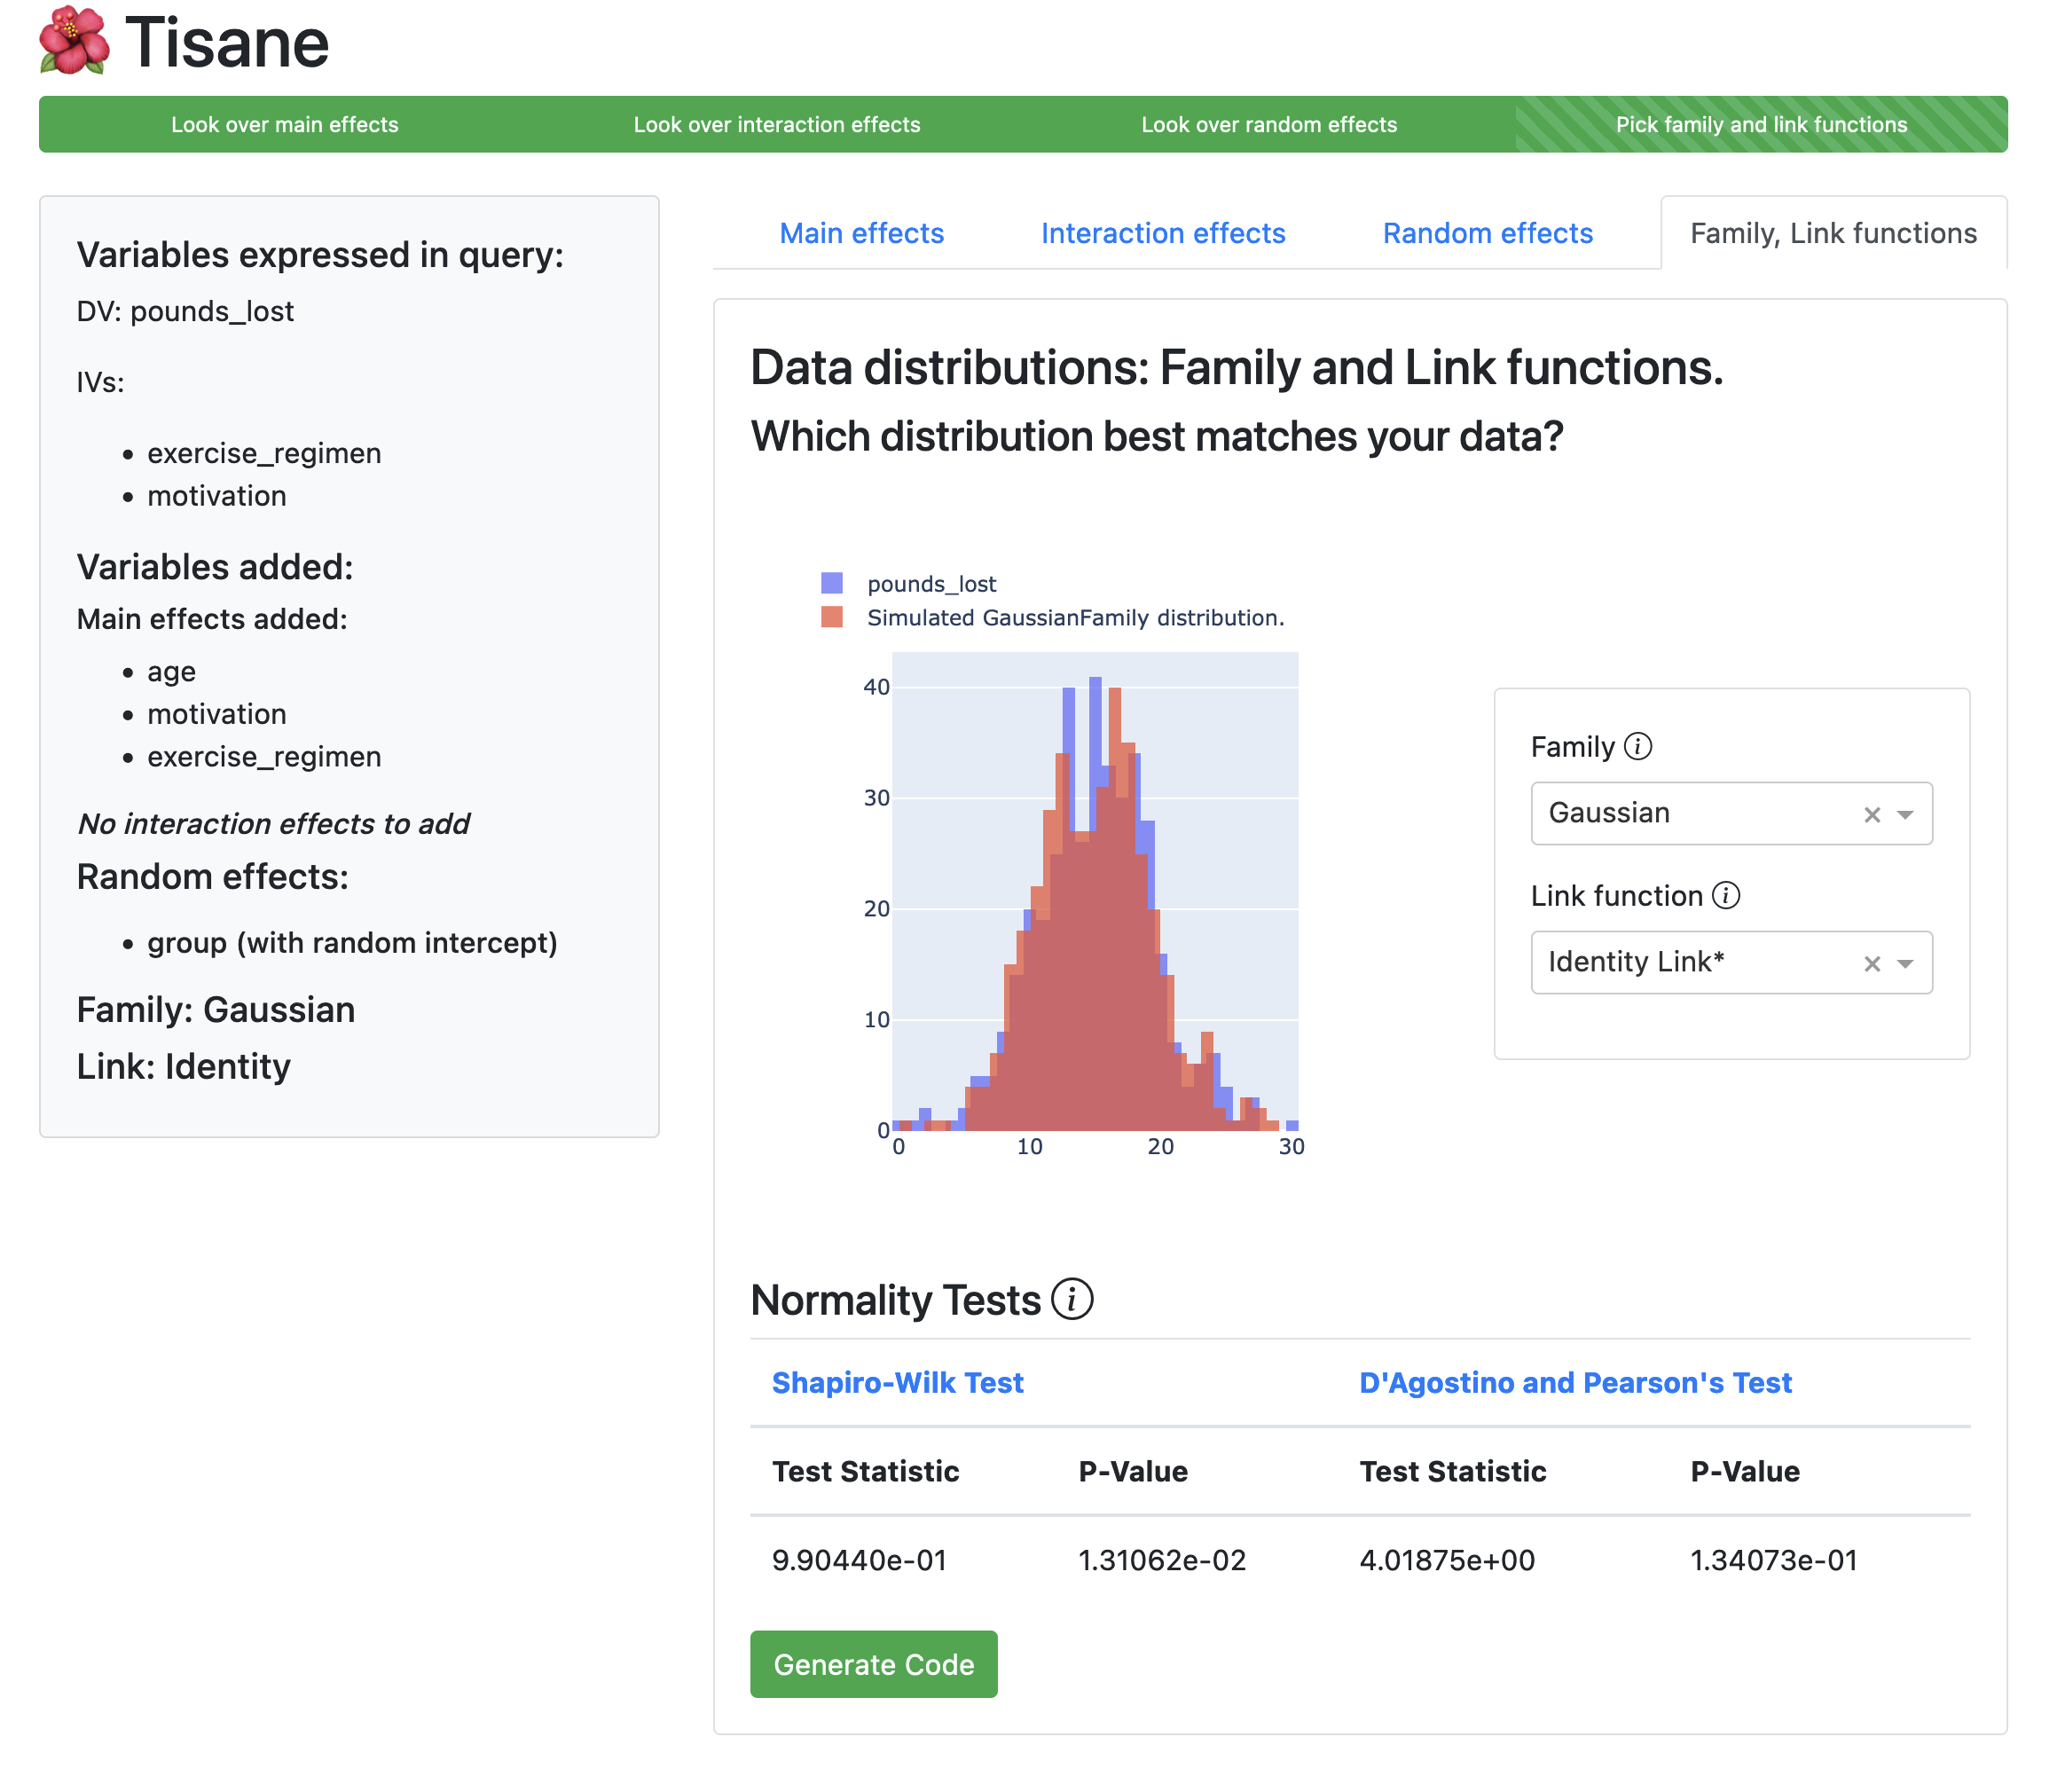 Tisane
Look over main effects
Look over interaction effects
Look over random effects
Pick family and link functions
Variables expressed in query:
DV: pounds_lost
IVs:
exercise_regimen
motivation
Variables added:
Main effects added:
age
motivation
exercise_regimen
No interaction effects to add
Random effects:
group (with random intercept)
Family: Gaussian
Link: Identity
Main effects
Interaction effects
Random effects
Family, Link functions
Data distributions: Family and Link functions.
Which distribution best matches your data?
pounds_lost
Simulated GaussianFamily distribution.
40
30
20
10
0
0 10 20 30
Family i
Gaussian
Link function i
Identity Link*
Normality Tests i
Shapiro-Wilk Test D'Agostino and Pearson's Test
Test Statistic P-Value Test Statistic P-Value
9.90440e-01 1.31062e-02 4.01875e+00 1.34073e-01
Generate Code